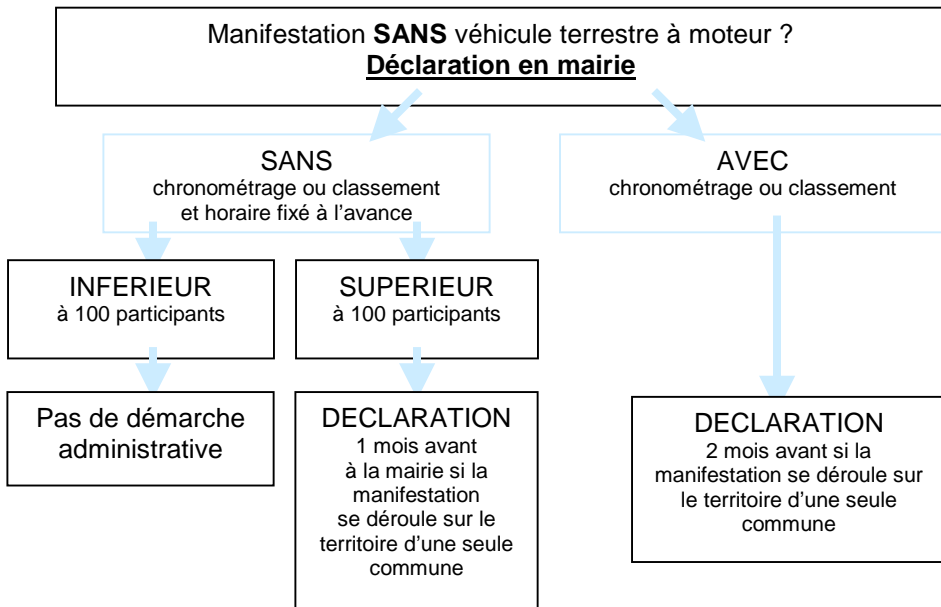 Manifestation SANS véhicule terrestre à moteur ?
Déclaration en mairie
SANS
chronométrage ou classement
et horaire fixé à l'avance
AVEC
chronométrage ou classement
INFERIEUR
à 100 participants
SUPERIEUR
à 100 participants
Pas de démarche
administrative
DECLARATION
1 mois avant
à la mairie si la
manifestation
se déroule sur le
territoire d'une seule
commune
DECLARATION
2 mois avant si la
manifestation se déroule sur
le territoire d'une seule
commune